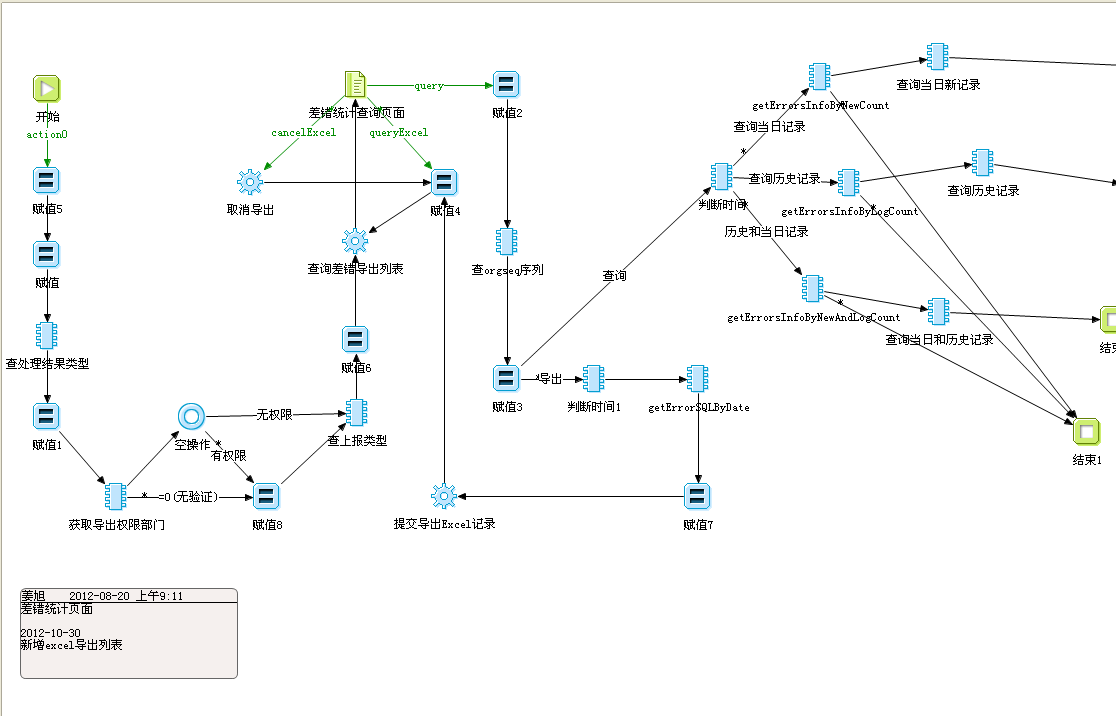 开始
action0
赋值5
赋值
查处理结果类型
赋值1
获取导出权限部门
空操作
无权限
*
有权限
*
=0(无验证)
赋值8
查上报类型
赋值6
查询差错导出列表
差错统计查询页面
cancelExcel
queryExcel
query
取消导出
赋值4
赋值2
查orgseq序列
赋值3
查询
*
导出
判断时间1
getErrorSQLByDate
赋值7
提交导出Excel记录
判断时间
*
查询当日记录
查询历史记录
*
历史和当日记录
getErrorsInfoByNewCount
*
查询当日新记录
getErrorsInfoByLogCount
*
查询历史记录
getErrorsInfoByNewAndLogCount
*
查询当日和历史记录
结束1
姜旭 2012-08-20 上午9:11
差错统计页面
2012-10-30
新增excel导出列表